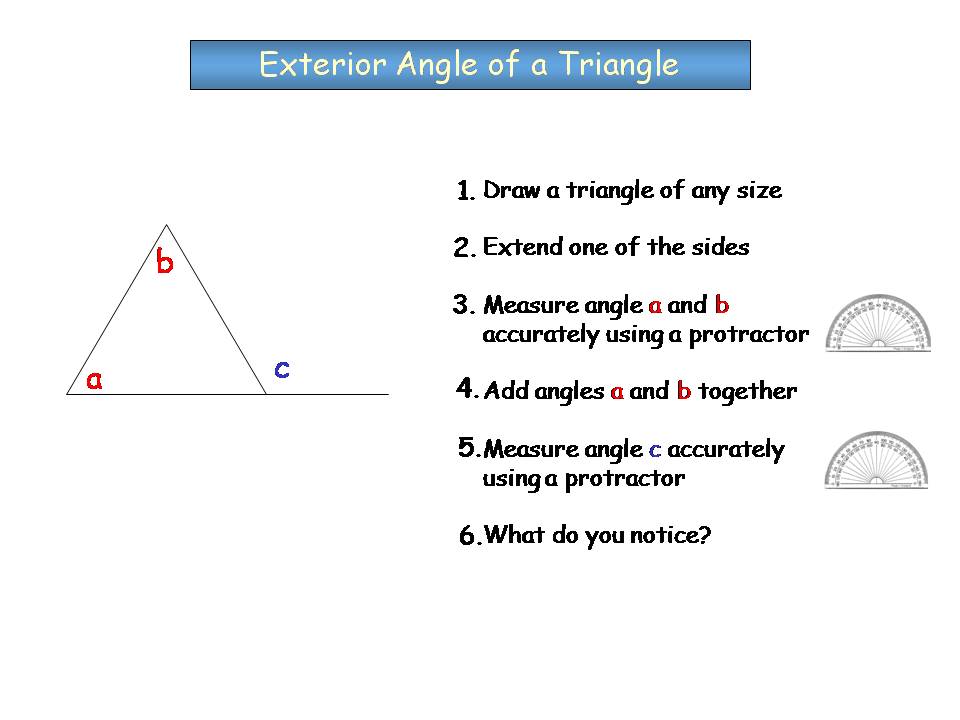 Exterior Angle of a Triangle
1. Draw a triangle of any size
2. Extend one of the sides
3. Measure angle a and b
accurately using a protractor
4. Add angles a and b together
5. Measure angle c accurately
using a protractor
6. What do you notice?
b
a
c